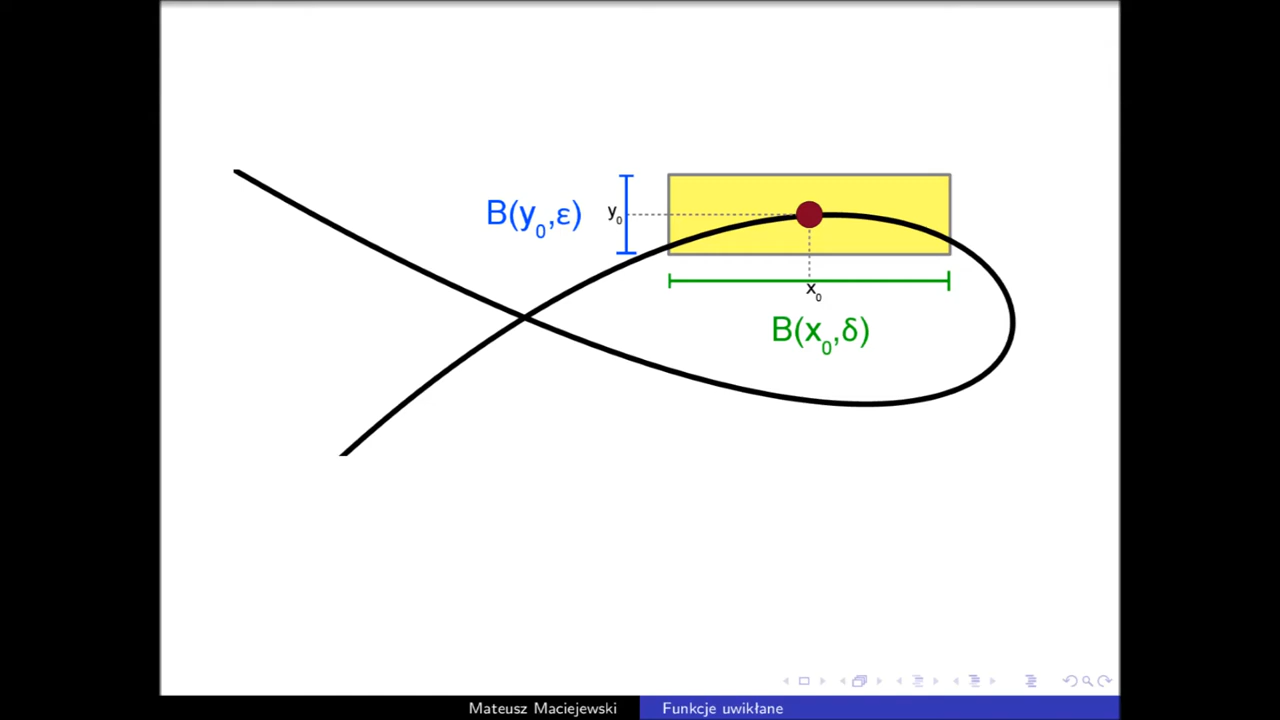 B(y₀,ε)
y₀
x₀
B(x₀,δ)
Mateusz Maciejewski
Funkcje uwikłane